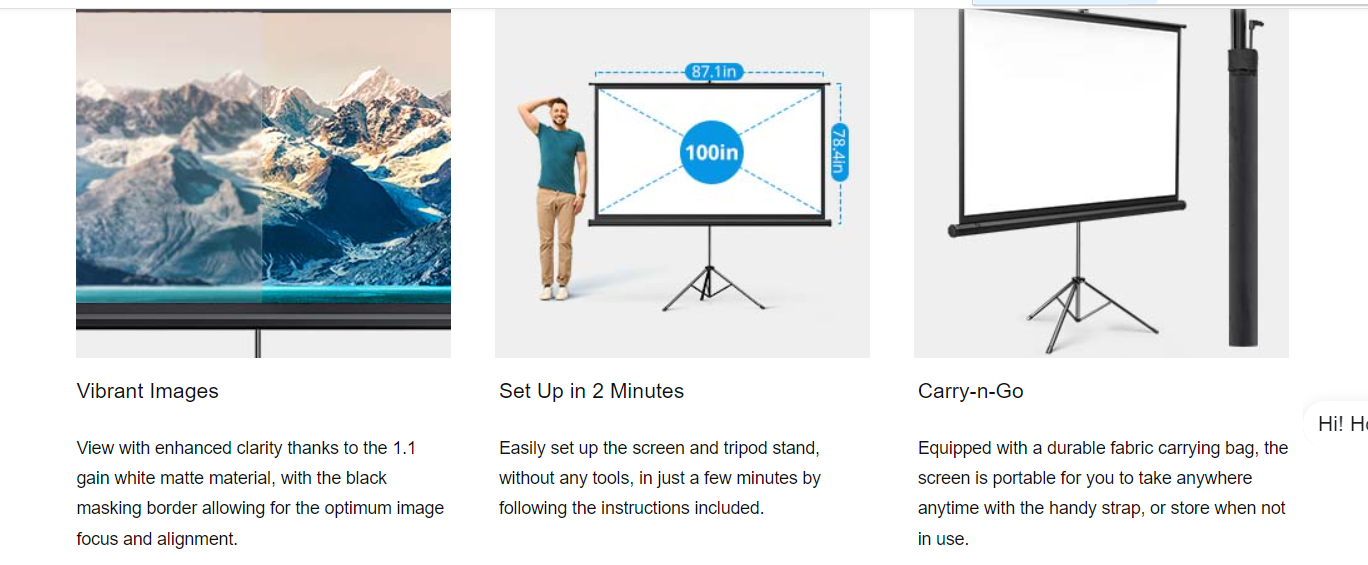 87.1in
100in
78.4in
Vibrant Images
View with enhanced clarity thanks to the 1.1
gain white matte material, with the black
masking border allowing for the optimum image
focus and alignment.
Set Up in 2 Minutes
Easily set up the screen and tripod stand,
without any tools, in just a few minutes by
following the instructions included.
Carry-n-Go
Equipped with a durable fabric carrying bag, the
screen is portable for you to take anywhere
anytime with the handy strap, or store when not
in use.
Hi!